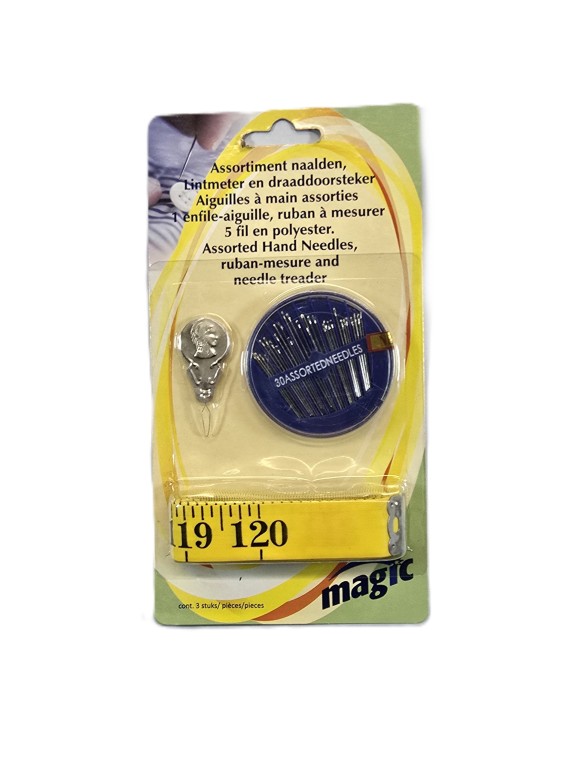 Assortiment naalden,
Lintmeter en draaddoorsteker
Aiguilles à main assorties
1 enfile-aiguille, ruban à mesurer
5 fil en polyester.
Assorted Hand Needles,
ruban-mesure and
needle treader
30ASSORTEDNEEDLES
119 120
magic
cont. 3 stuks/ pièces/pieces